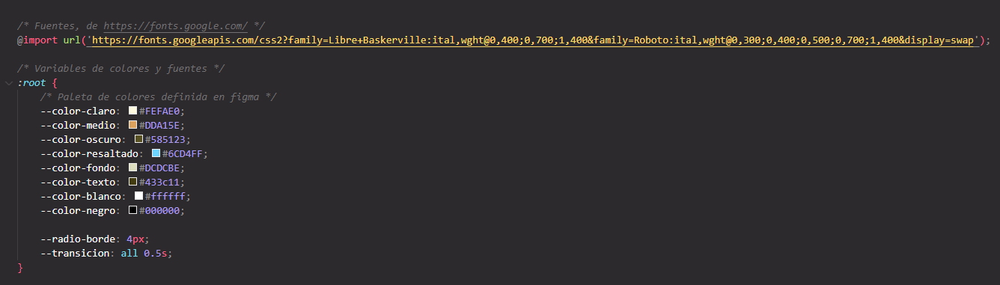 /* Fuentes, de https://fonts.google.com/ */
@import url('https://fonts.googleapis.com/css2?family=Libre+Baskerville:ital,wght@0,400;0,700;1,400&family=Roboto:ital,wght@0,300;0,400;0,500;0,700;1,400&display=swap');
/* Variables de colores y fuentes */
:root {
/* Paleta de colores definida en figma */
--color-claro: #FEFAE0;
--color-medio: #DDA15E;
--color-oscuro: #585123;
--color-resaltado: #6CD4FF;
--color-fondo: #DCDCBE;
--color-texto: #433c11;
--color-blanco: #ffffff;
--color-negro: #000000;
--radio-borde: 4px;
--transicion: all 0.5s;
}